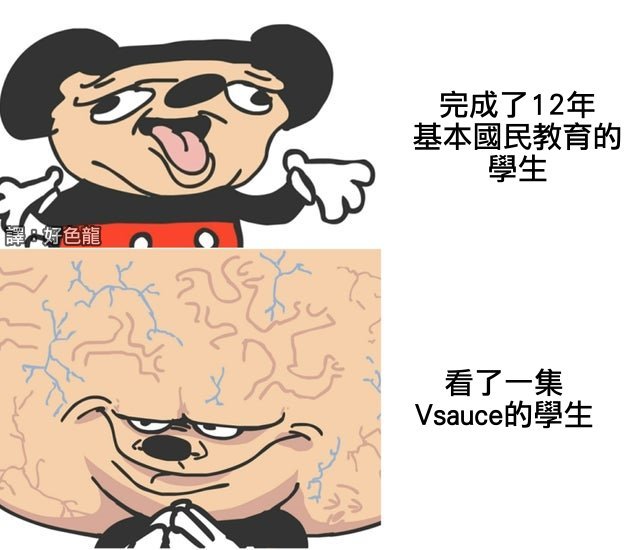 完成了12年
基本國民教育的
學生
譯：好色龍
看了一集
Vsauce的學生